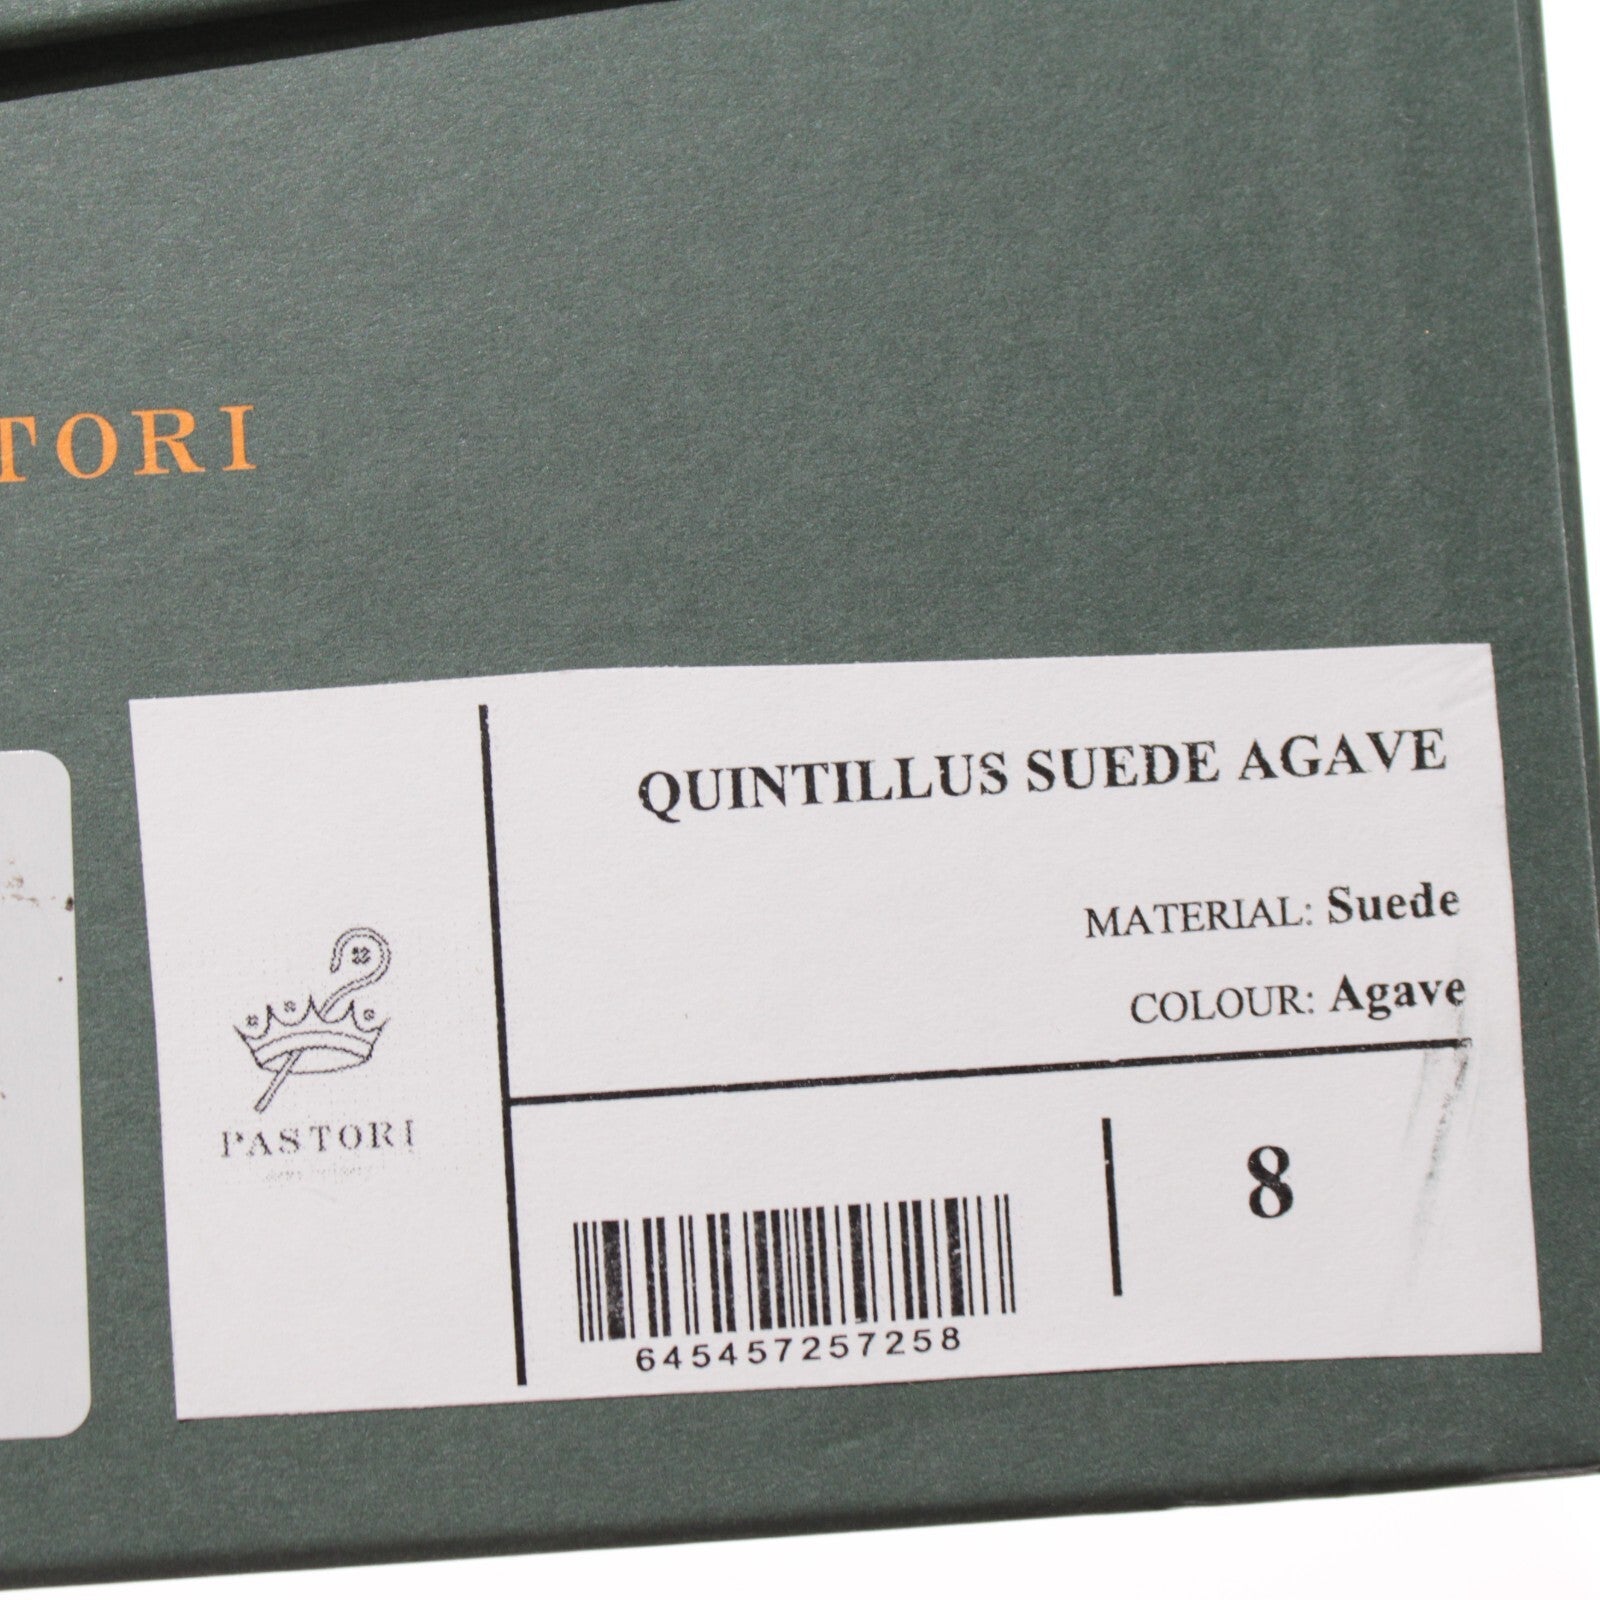 TORI
QUINTILLUS SUEDE AGAVE
MATERIAL: Suede
COLOUR: Agave
PASTORI
8
645457257258